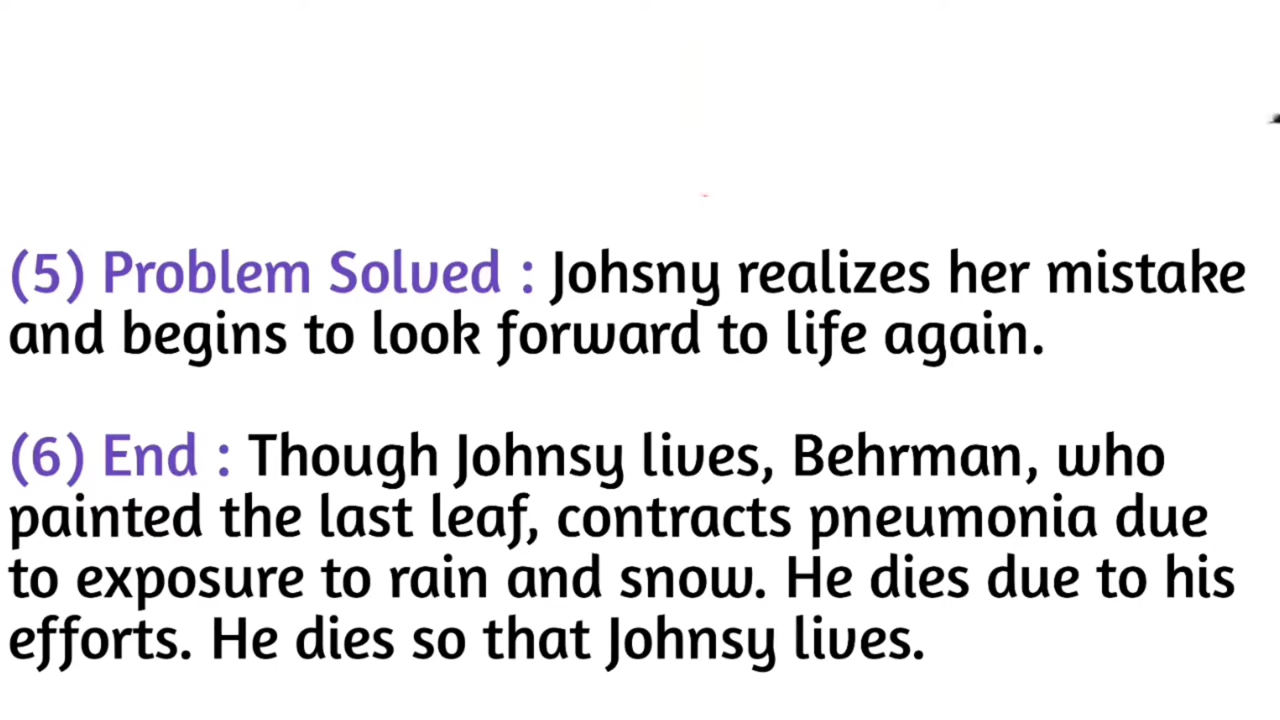 (5) Problem Solved : Johsny realizes her mistake
and begins to look forward to life again.
(6) End : Though Johnsy lives, Behrman, who
painted the last leaf, contracts pneumonia due
to exposure to rain and snow. He dies due to his
efforts. He dies so that Johnsy lives.